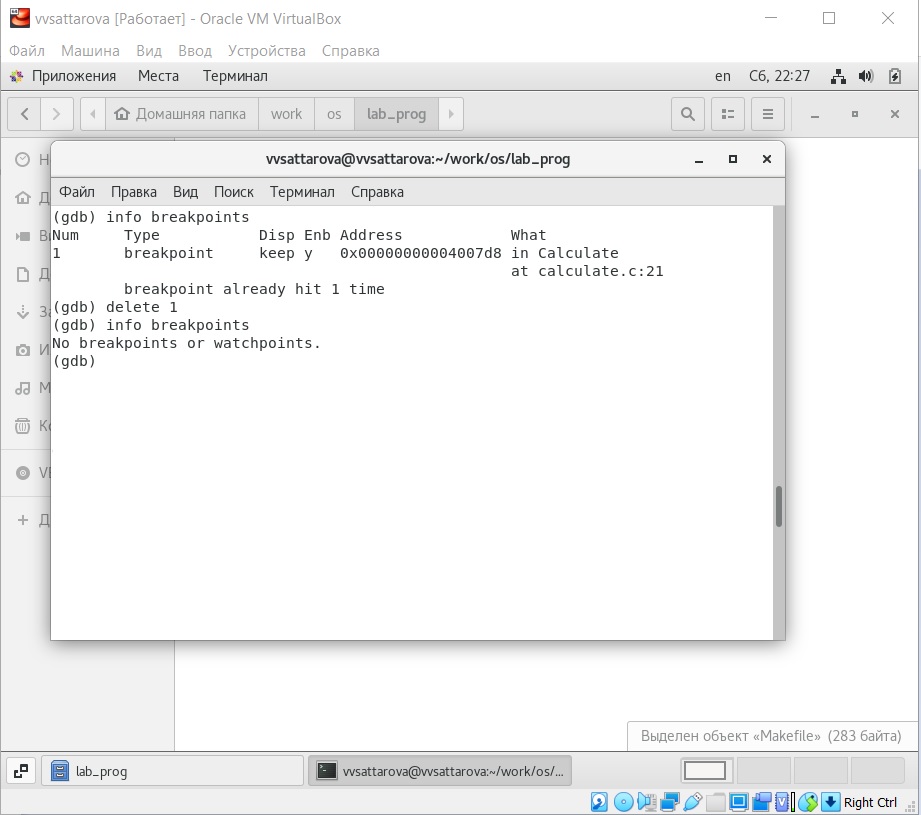 vvsattarova [Работает] - Oracle VM VirtualBox
Файл Машина Вид Ввод Устройства Справка
Приложения Места Терминал en Сб, 22:27
Домашняя папка work os lab_prog
vvsattarova@vvsattarova:~/work/os/lab_prog
Файл Правка Вид Поиск Терминал Справка
(gdb) info breakpoints
Num     Type           Disp Enb Address            What
1       breakpoint     keep y   0x00000000004007d8 in Calculate
                                                   at calculate.c:21
        breakpoint already hit 1 time
(gdb) delete 1
(gdb) info breakpoints
No breakpoints or watchpoints.
(gdb)
Выделен объект «Makefile» (283 байта)
lab_prog vvsattarova@vvsattarova:~/work/os/...
Right Ctrl